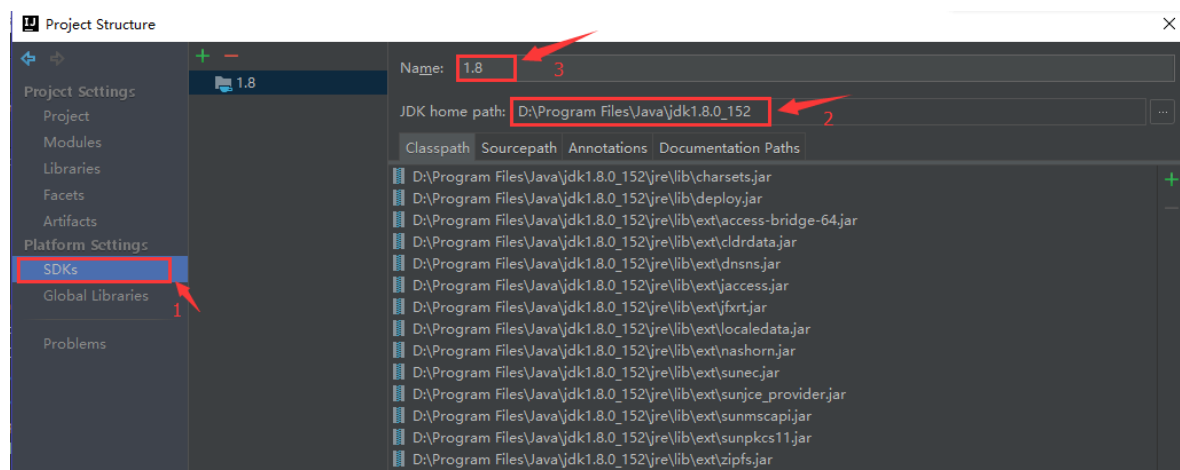 Project Structure
Project Settings
Project
Modules
Libraries
Facets
Artifacts
Platform Settings
SDKs
1
Global Libraries
Problems
1.8
Name: 1.8
3
JDK home path: D:\Program Files\Java\jdk1.8.0_152
2
Classpath Sourcepath Annotations Documentation Paths
D:\Program Files\Java\jdk1.8.0_152\jre\lib\charsets.jar
D:\Program Files\Java\jdk1.8.0_152\jre\lib\deploy.jar
D:\Program Files\Java\jdk1.8.0_152\jre\lib\ext\access-bridge-64.jar
D:\Program Files\Java\jdk1.8.0_152\jre\lib\ext\cldrdata.jar
D:\Program Files\Java\jdk1.8.0_152\jre\lib\ext\dnsns.jar
D:\Program Files\Java\jdk1.8.0_152\jre\lib\ext\jaccess.jar
D:\Program Files\Java\jdk1.8.0_152\jre\lib\ext\jfxrt.jar
D:\Program Files\Java\jdk1.8.0_152\jre\lib\ext\localedata.jar
D:\Program Files\Java\jdk1.8.0_152\jre\lib\ext\nashorn.jar
D:\Program Files\Java\jdk1.8.0_152\jre\lib\ext\sunec.jar
D:\Program Files\Java\jdk1.8.0_152\jre\lib\ext\sunjce_provider.jar
D:\Program Files\Java\jdk1.8.0_152\jre\lib\ext\sunmscapi.jar
D:\Program Files\Java\jdk1.8.0_152\jre\lib\ext\sunpkcs11.jar
D:\Program Files\Java\jdk1.8.0_152\jre\lib\ext\zipfs.jar